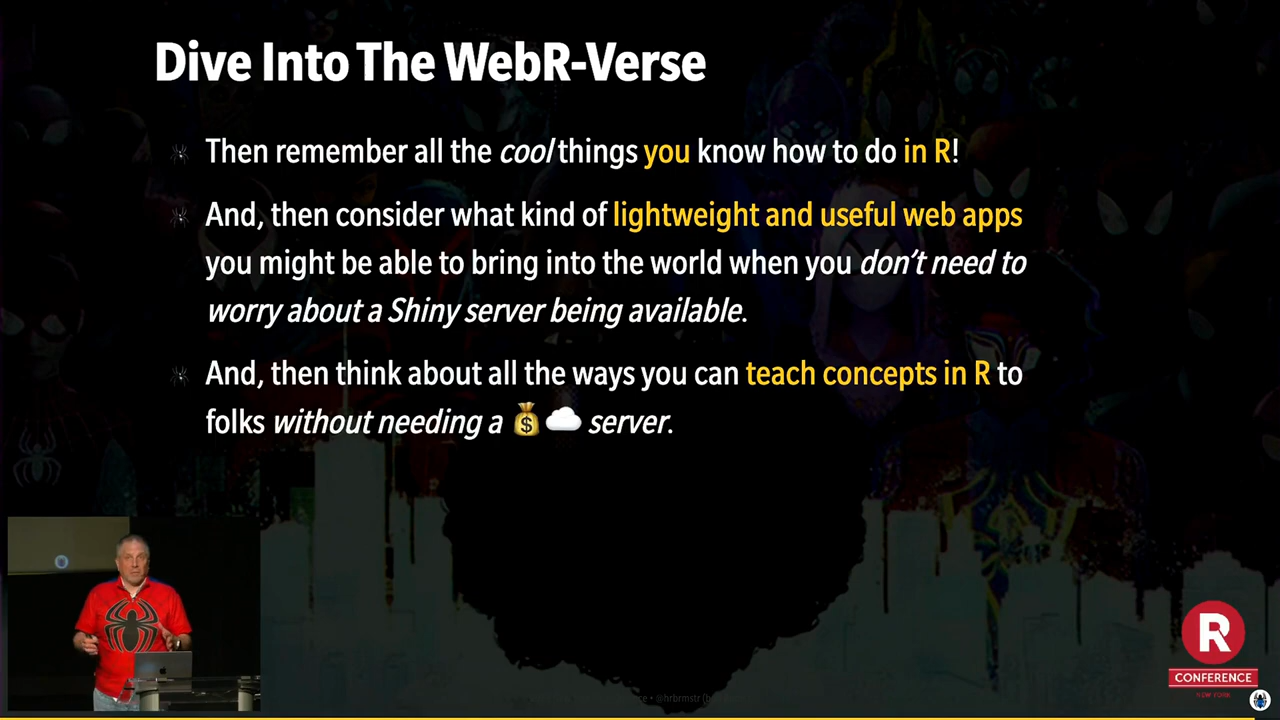 Dive Into The WebR-Verse
Then remember all the cool things you know how to do in R!
And, then consider what kind of lightweight and useful web apps
you might be able to bring into the world when you don't need to
worry about a Shiny server being available.
And, then think about all the ways you can teach concepts in R to
folks without needing a 💰☁️ server.
R
CONFERENCE
NEW YORK
@hrbrmstr